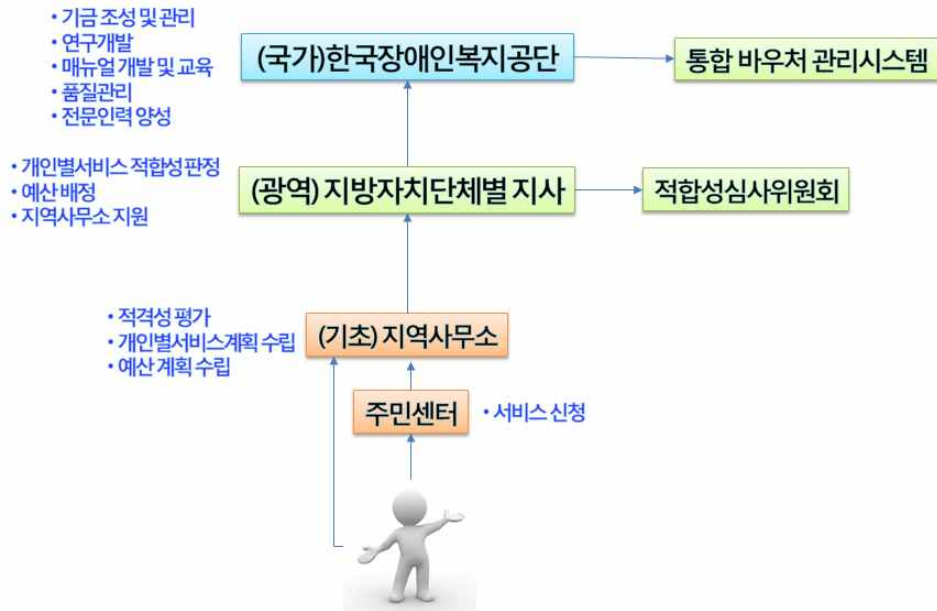 • 기금 조성 및 관리
• 연구개발
• 매뉴얼 개발 및 교육
• 품질관리
• 전문인력 양성
(국가)한국장애인복지공단
통합 바우처 관리시스템
• 개인별서비스 적합성 판정
• 예산 배정
• 지역사무소 지원
(광역) 지방자치단체별 지사
적합성심사위원회
• 적격성 평가
• 개인별서비스계획 수립
• 예산 계획 수립
(기초) 지역사무소
주민센터
• 서비스 신청